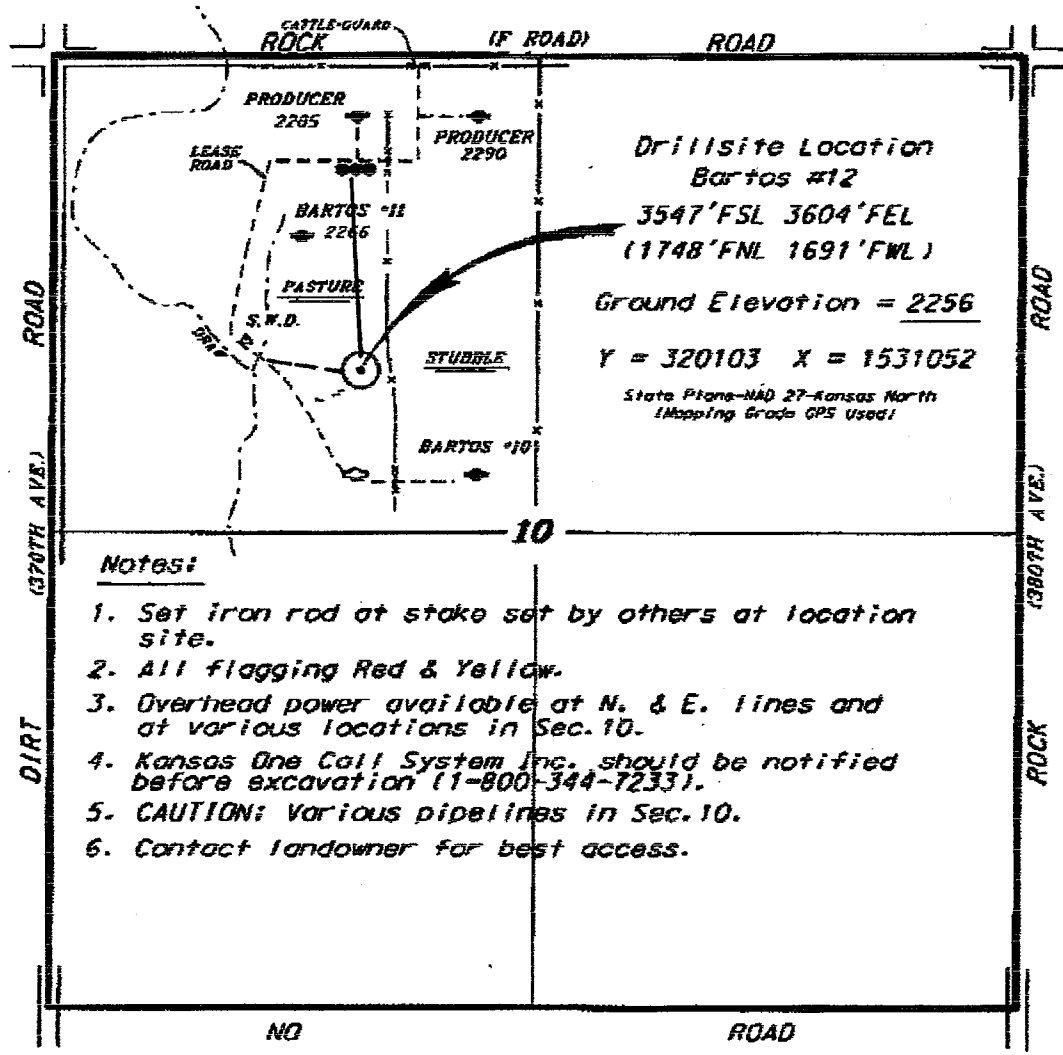 CATTLE-GUARD
ROCK (F ROAD) ROAD
PRODUCER
2285
PRODUCER
2290
LEASE
ROAD
BARTOS #11
2266
PASTURE
S.W.D.
DRAW
STUBBLE
BARTOS #10
Drillsite Location
Bartos #12
3547'FSL 3604'FEL
(1748'FNL 1691'FWL)
Ground Elevation = 2256
Y = 320103 X = 1531052
State Plane-NAD 27-Kansas North
(Mapping Grade GPS Used)
ROAD
(370TH AVE.)
DIRT
ROAD
(380TH AVE.)
ROCK
10
Notes:
1. Set iron rod at stake set by others at location
site.
2. All flagging Red & Yellow.
3. Overhead power available at N. & E. lines and
at various locations in Sec.10.
4. Kansas One Call System Inc. should be notified
before excavation (1-800-344-7233).
5. CAUTION: Various pipelines in Sec.10.
6. Contact landowner for best access.
NO ROAD